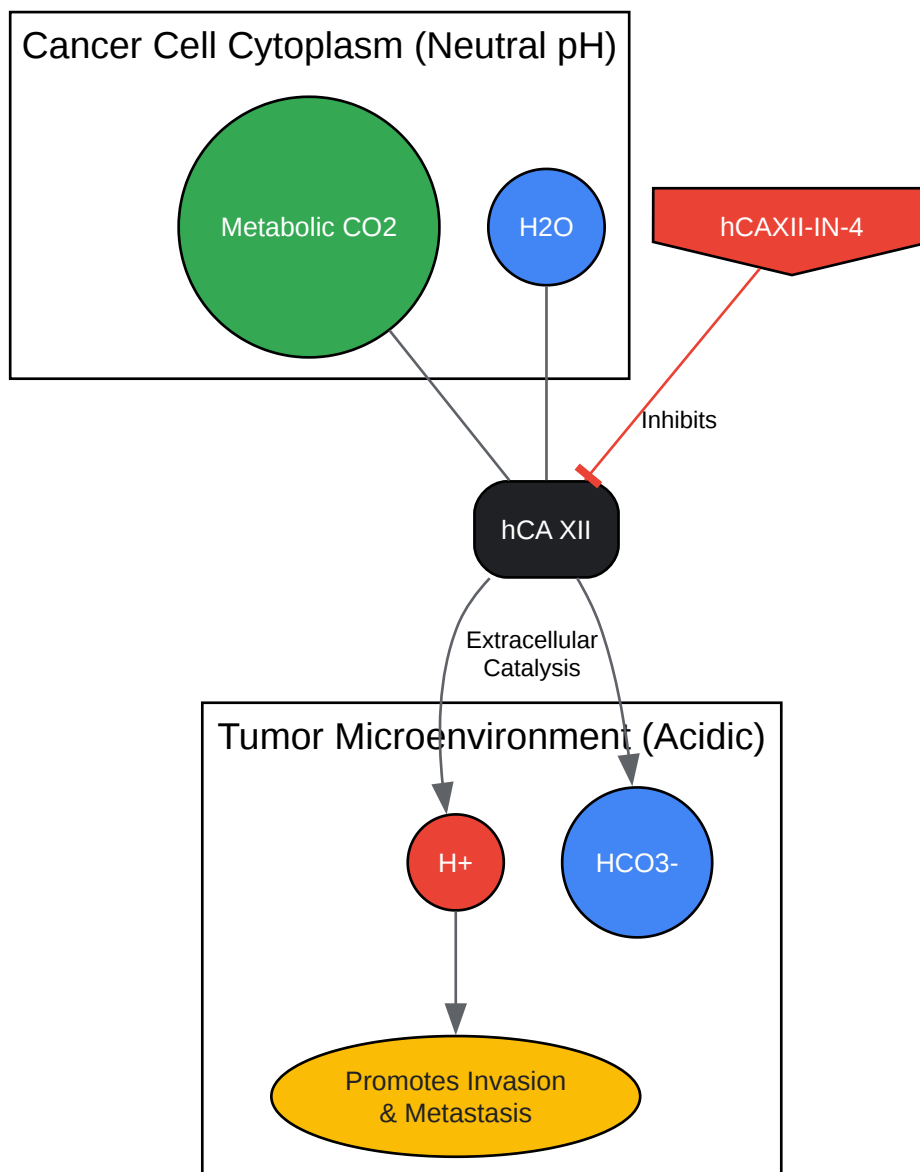 Cancer Cell Cytoplasm (Neutral pH)
Metabolic CO2
H2O
hCAXII-IN-4
Inhibits
hCA XII
Extracellular
Catalysis
Tumor Microenvironment (Acidic)
H+
HCO3-
Promotes Invasion
& Metastasis